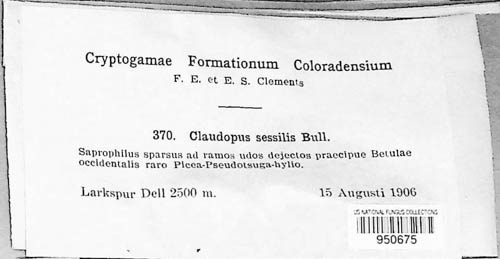 Cryptogamae Formationum Coloradensium
F. E. et E. S. Clements
370. Claudopus sessilis Bull.
Saprophilus sparsus ad ramos udos dejectos praecipue Betulae
occidentalis raro Picea-Pseudotsuga-hylio.
Larkspur Dell 2500 m. 15 Augusti 1906
US NATIONAL FUNGUS COLLECTIONS
950675